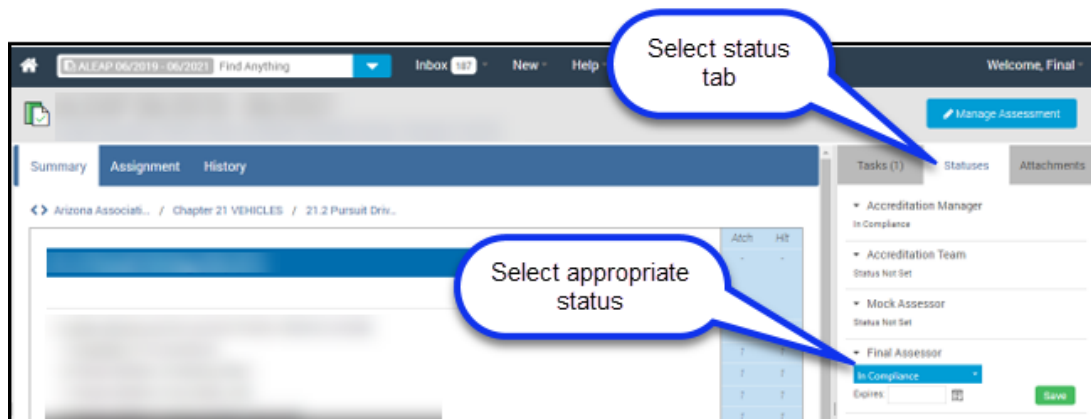 Select status
tab
ALEAP 06/2019 - 06/2021 Find Anything Inbox 187 New Help Welcome, Final
Manage Assessment
Summary Assignment History Tasks (1) Statuses Attachments
Arizona Associati.. / Chapter 21 VEHICLES / 21.2 Pursuit Driv..
Accreditation Manager
In Compliance
Atch Hlt
Accreditation Team
Status Not Set
Select appropriate
status
Mock Assessor
Status Not Set
Final Assessor
In Compliance
Expires: Save